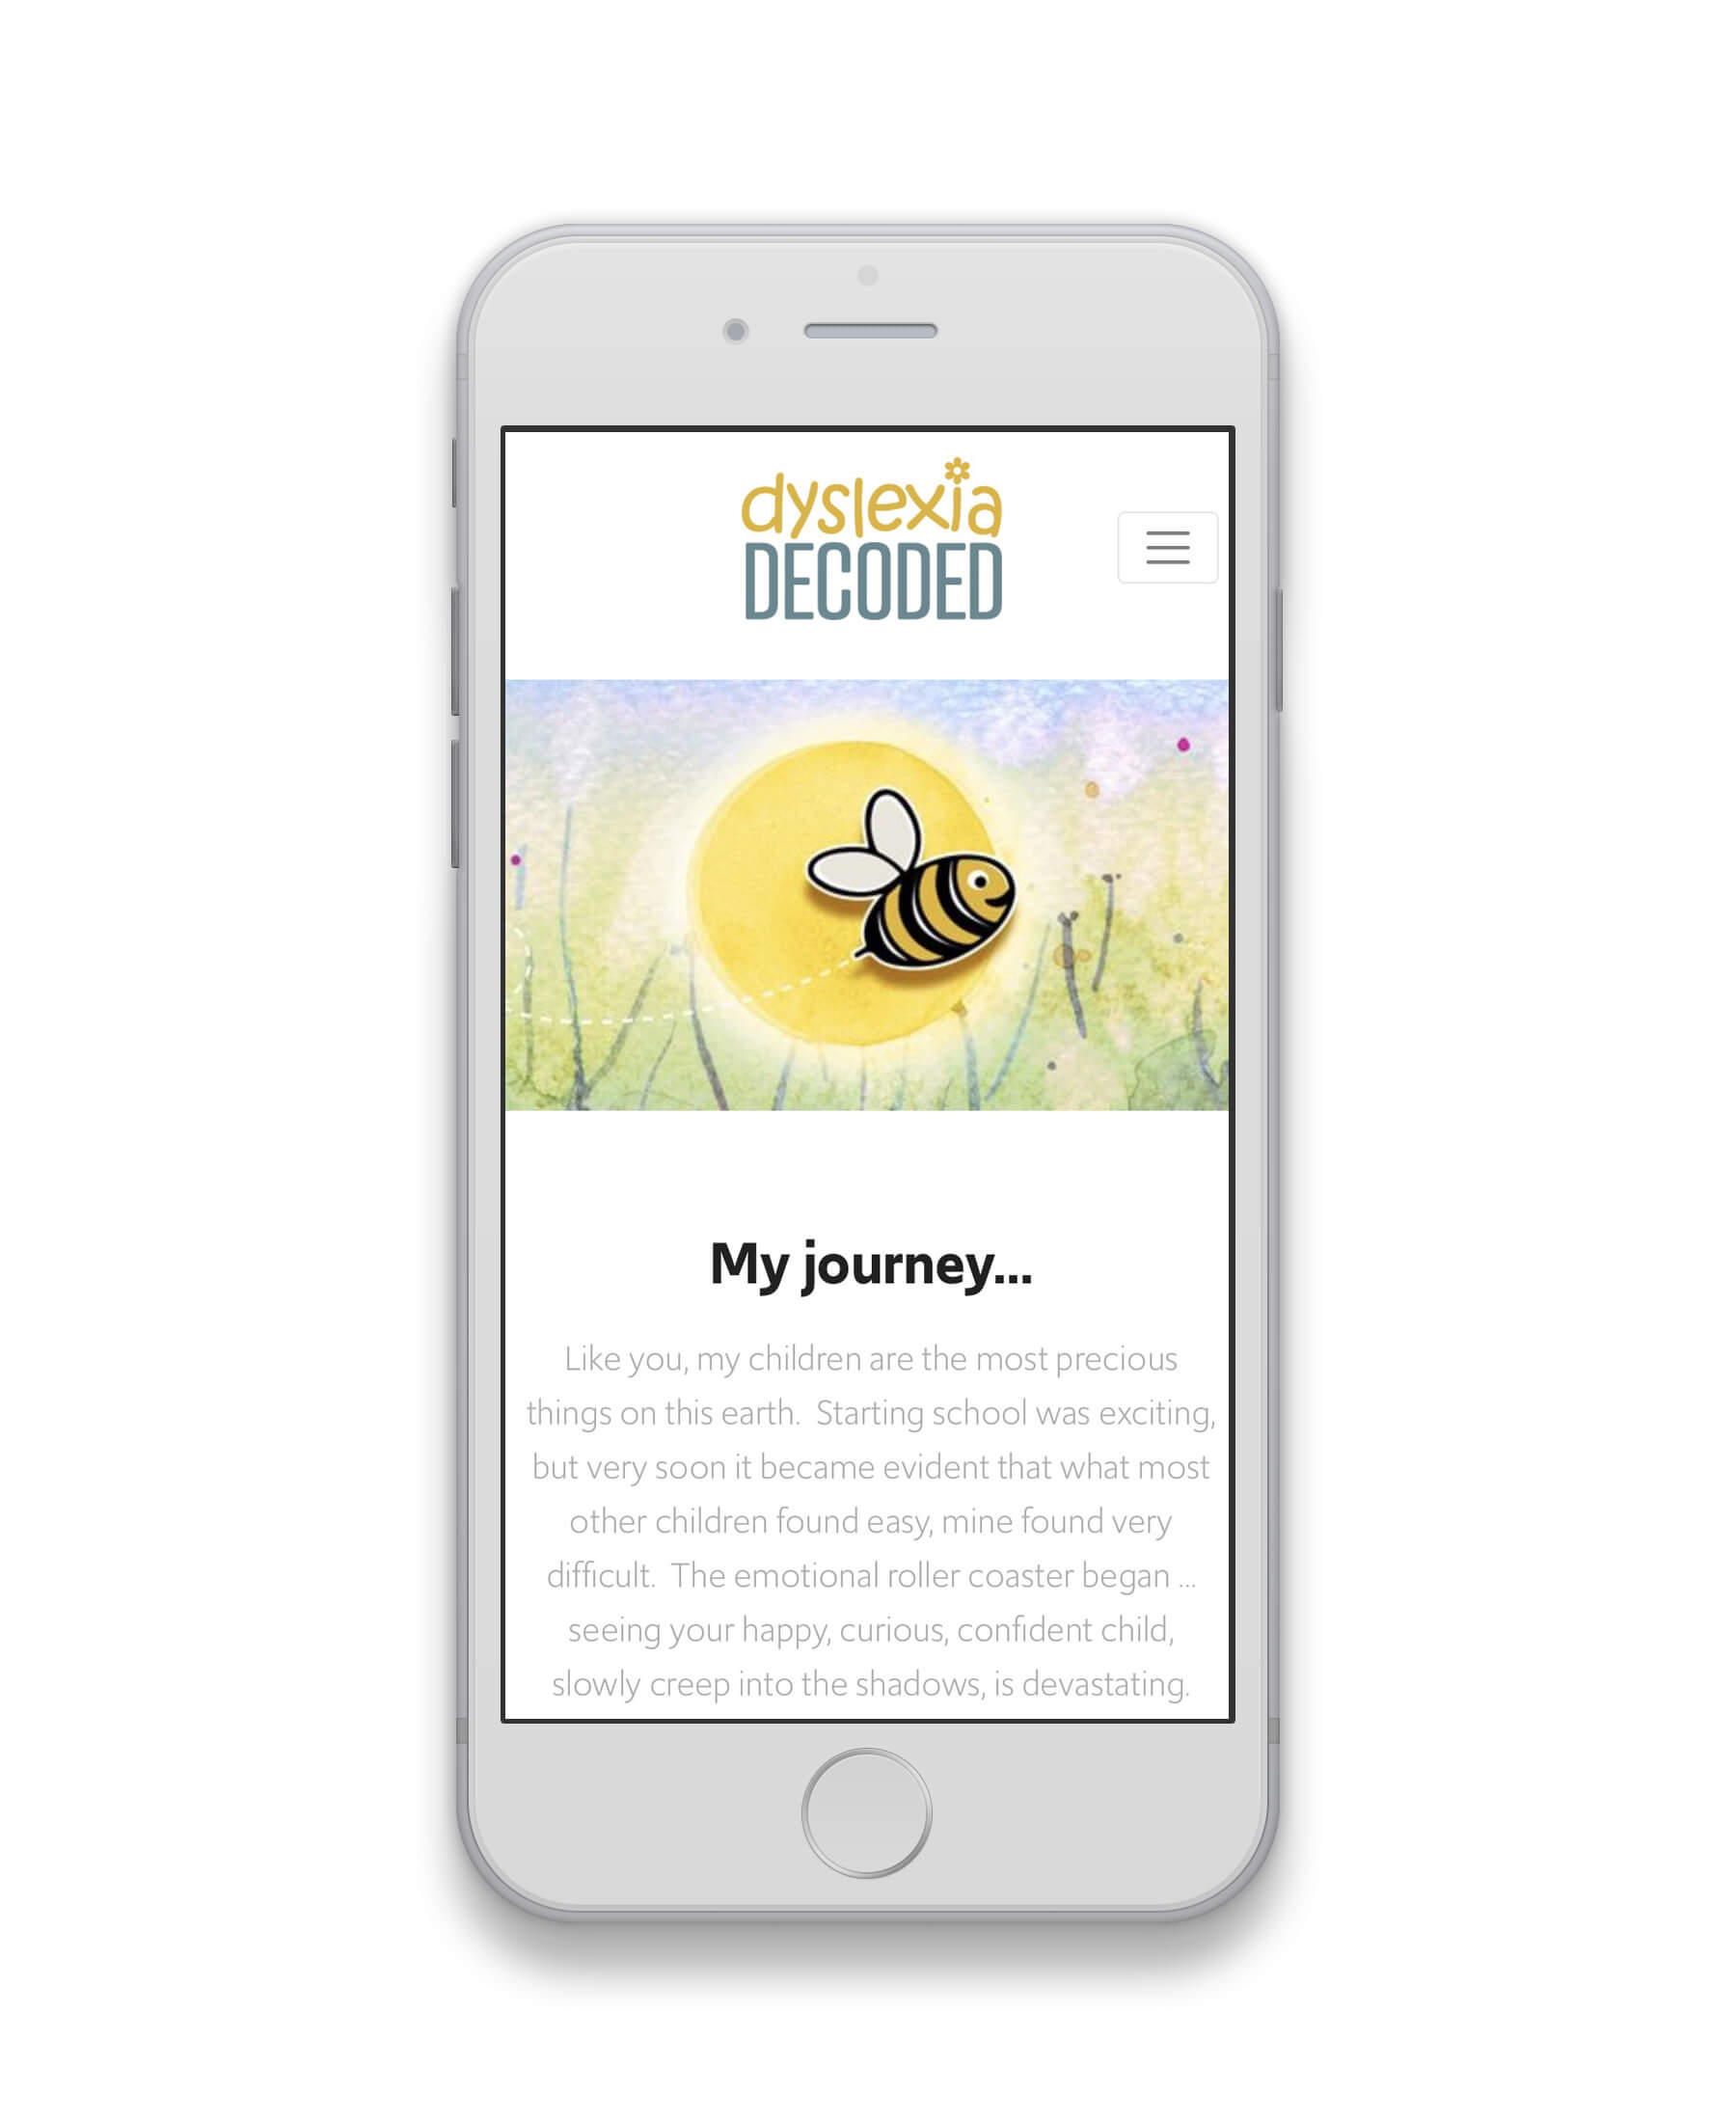 dyslexia
DECODED
My journey...
Like you, my children are the most precious
things on this earth.  Starting school was exciting,
but very soon it became evident that what most
other children found easy, mine found very
difficult.  The emotional roller coaster began ...
seeing your happy, curious, confident child,
slowly creep into the shadows, is devastating.